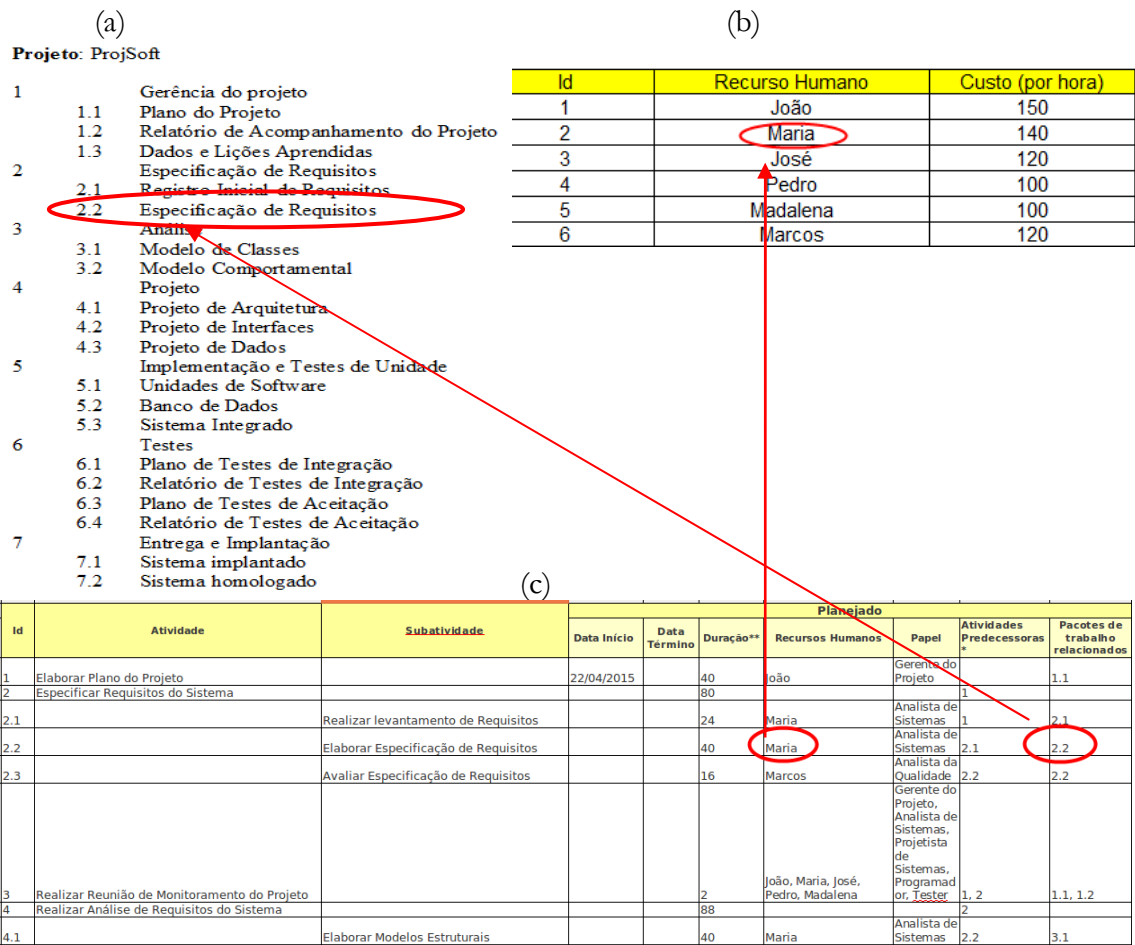 (a)
(b)
Projeto: ProjSoft
1 Gerência do projeto
1.1 Plano do Projeto
1.2 Relatório de Acompanhamento do Projeto
1.3 Dados e Lições Aprendidas
2 Especificação de Requisitos
2.1 Registro Inicial de Requisitos
2.2 Especificação de Requisitos
3 Análise
3.1 Modelo de Classes
3.2 Modelo Comportamental
4 Projeto
4.1 Projeto de Arquitetura
4.2 Projeto de Interfaces
4.3 Projeto de Dados
5 Implementação e Testes de Unidade
5.1 Unidades de Software
5.2 Banco de Dados
5.3 Sistema Integrado
6 Testes
6.1 Plano de Testes de Integração
6.2 Relatório de Testes de Integração
6.3 Plano de Testes de Aceitação
6.4 Relatório de Testes de Aceitação
7 Entrega e Implantação
7.1 Sistema implantado
7.2 Sistema homologado
Id Recurso Humano Custo (por hora)
1 João 150
2 Maria 140
3 José 120
4 Pedro 100
5 Madalena 100
6 Marcos 120
(c)
Planejado
Id Atividade Subatividade Data Início Data Término Duração** Recursos Humanos Papel Atividades Predecessoras * Pacotes de trabalho relacionados
1 Elaborar Plano do Projeto 22/04/2015 40 João Gerente do Projeto 1.1
2 Especificar Requisitos do Sistema 80 1
2.1 Realizar levantamento de Requisitos 24 Maria Analista de Sistemas 1 2.1
2.2 Elaborar Especificação de Requisitos 40 Maria Analista de Sistemas 2.1 2.2
2.3 Avaliar Especificação de Requisitos 16 Marcos Analista da Qualidade 2.2 2.2
3 Realizar Reunião de Monitoramento do Projeto 2 João, Maria, José, Pedro, Madalena Gerente do Projeto, Analista de Sistemas, Projetista de Sistemas, Programador, Tester 1, 2 1.1, 1.2
4 Realizar Análise de Requisitos do Sistema 88 2
4.1 Elaborar Modelos Estruturais 40 Maria Analista de Sistemas 2.2 3.1